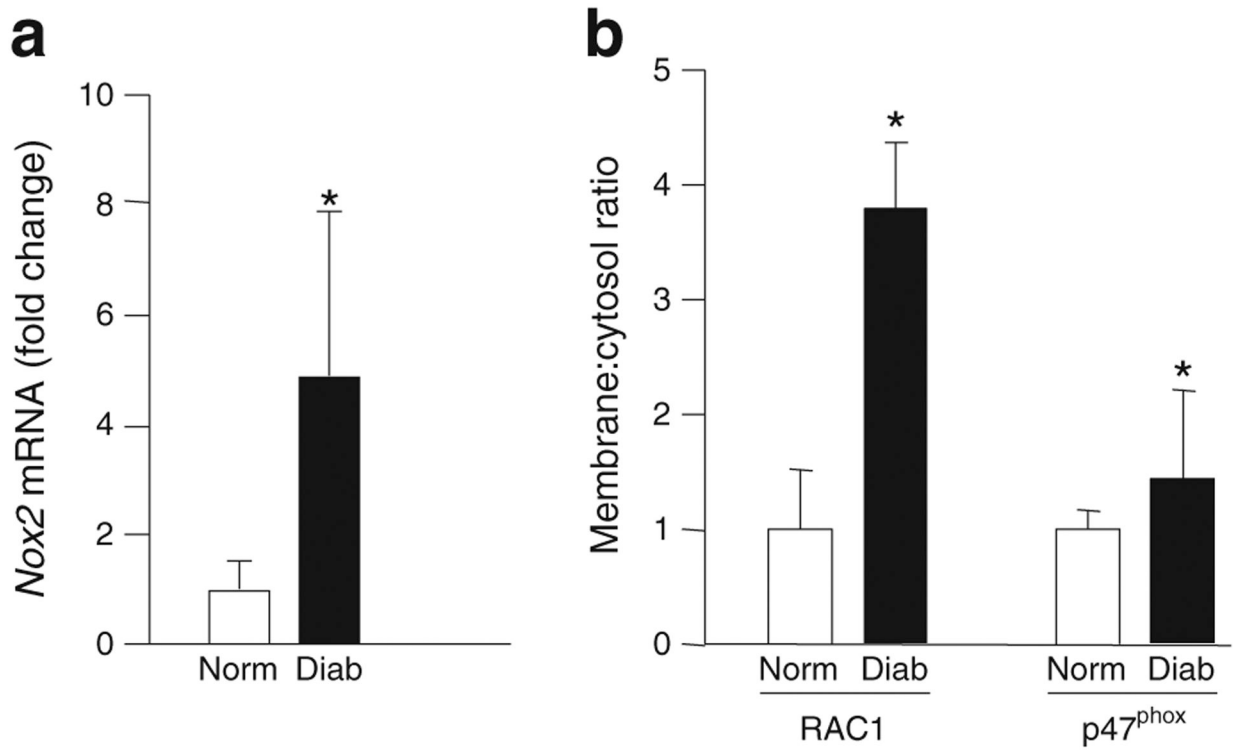 a
Nox2 mRNA (fold change)
10
8
6
4
2
0
*
Norm Diab
b
Membrane:cytosol ratio
5
4
3
2
1
0
*
*
Norm Diab Norm Diab
RAC1 p47phox